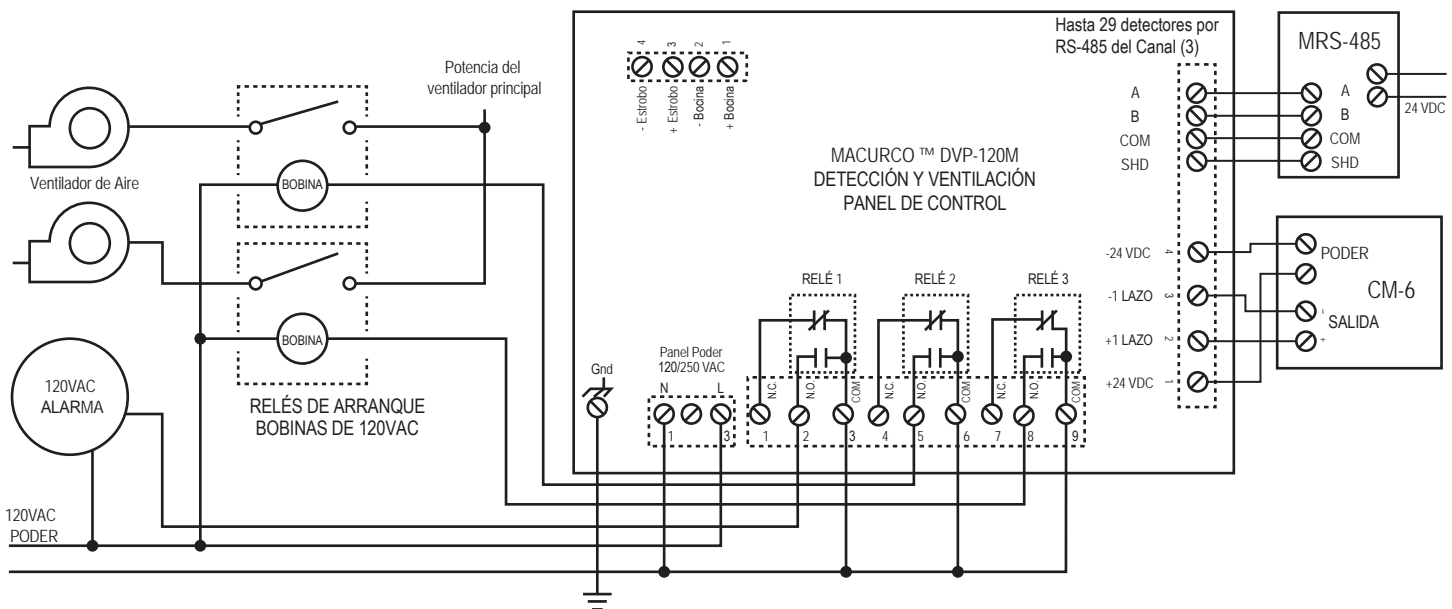 Potencia del
ventilador principal
Ventilador de Aire
BOBINA
BOBINA
RELÉS DE ARRANQUE
BOBINAS DE 120VAC
120VAC
ALARMA
120VAC
PODER
4
3
2
1
- Estrobo
+ Estrobo
- Bocina
+ Bocina
Hasta 29 detectores por
RS-485 del Canal (3)
MACURCO ™ DVP-120M
DETECCIÓN Y VENTILACIÓN
PANEL DE CONTROL
A
B
COM
SHD
-24 VDC
4
-1 LAZO
3
+1 LAZO
2
+24 VDC
1
RELÉ 1
RELÉ 2
RELÉ 3
Gnd
Panel Poder
120/250 VAC
N
L
1
3
N.C.
N.O.
COM
N.C.
N.O.
COM
N.C.
N.O.
COM
1
2
3
4
5
6
7
8
9
MRS-485
A
B
COM
SHD
24 VDC
PODER
CM-6
-
SALIDA
+